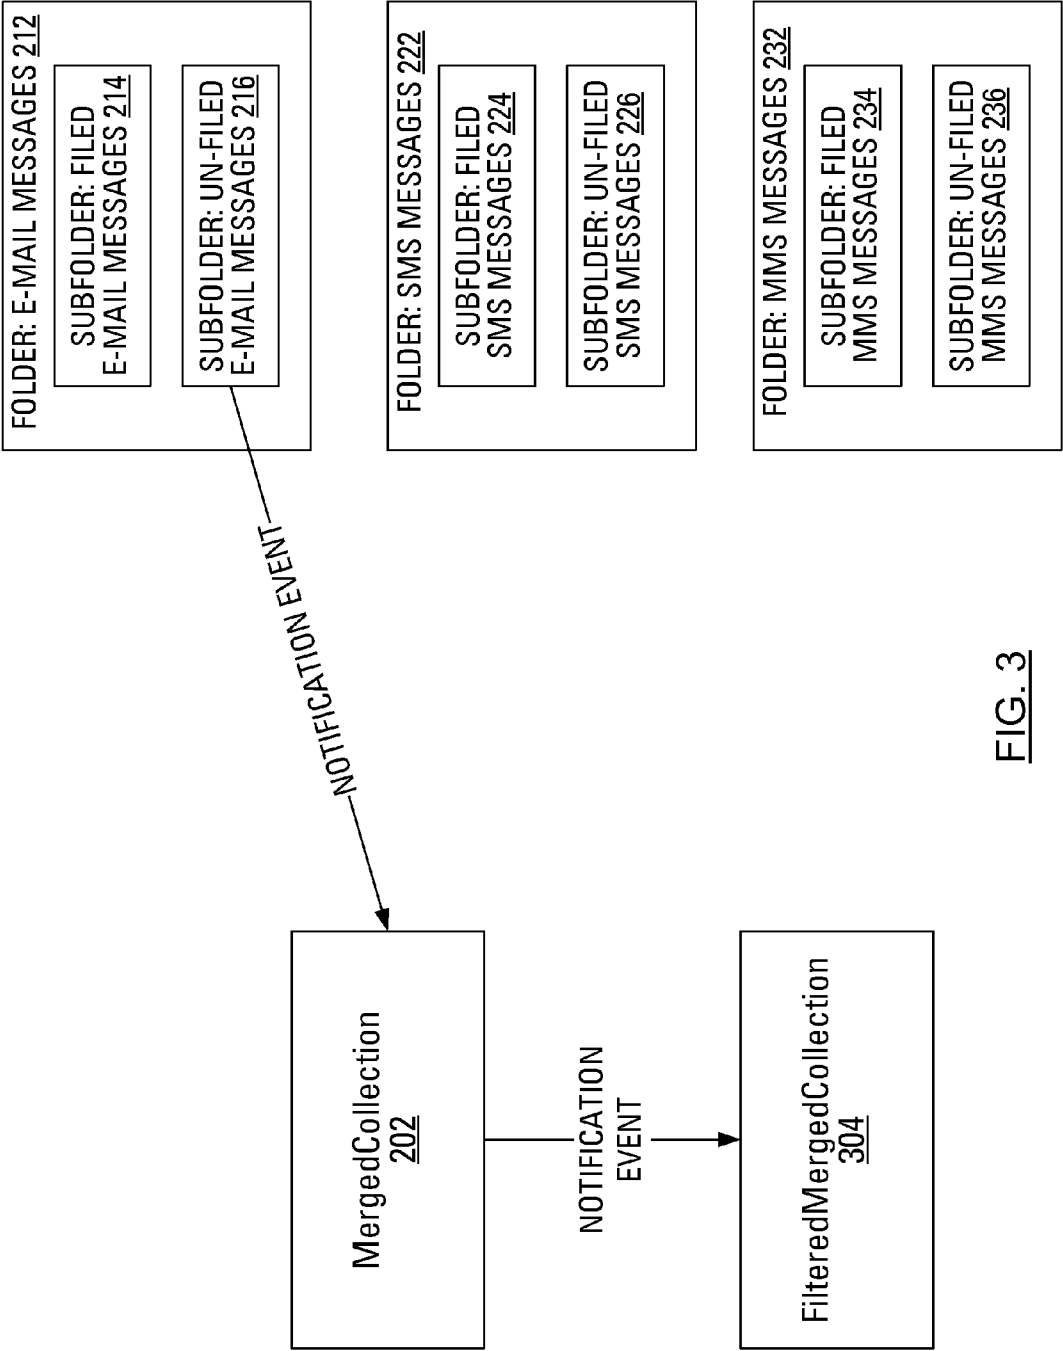 FOLDER: E-MAIL MESSAGES 212
SUBFOLDER: FILED
E-MAIL MESSAGES 214
SUBFOLDER: UN-FILED
E-MAIL MESSAGES 216
FOLDER: SMS MESSAGES 222
SUBFOLDER: FILED
SMS MESSAGES 224
SUBFOLDER: UN-FILED
SMS MESSAGES 226
FOLDER: MMS MESSAGES 232
SUBFOLDER: FILED
MMS MESSAGES 234
SUBFOLDER: UN-FILED
MMS MESSAGES 236
NOTIFICATION EVENT
MergedCollection
202
NOTIFICATION
EVENT
FilteredMergedCollection
304
FIG. 3